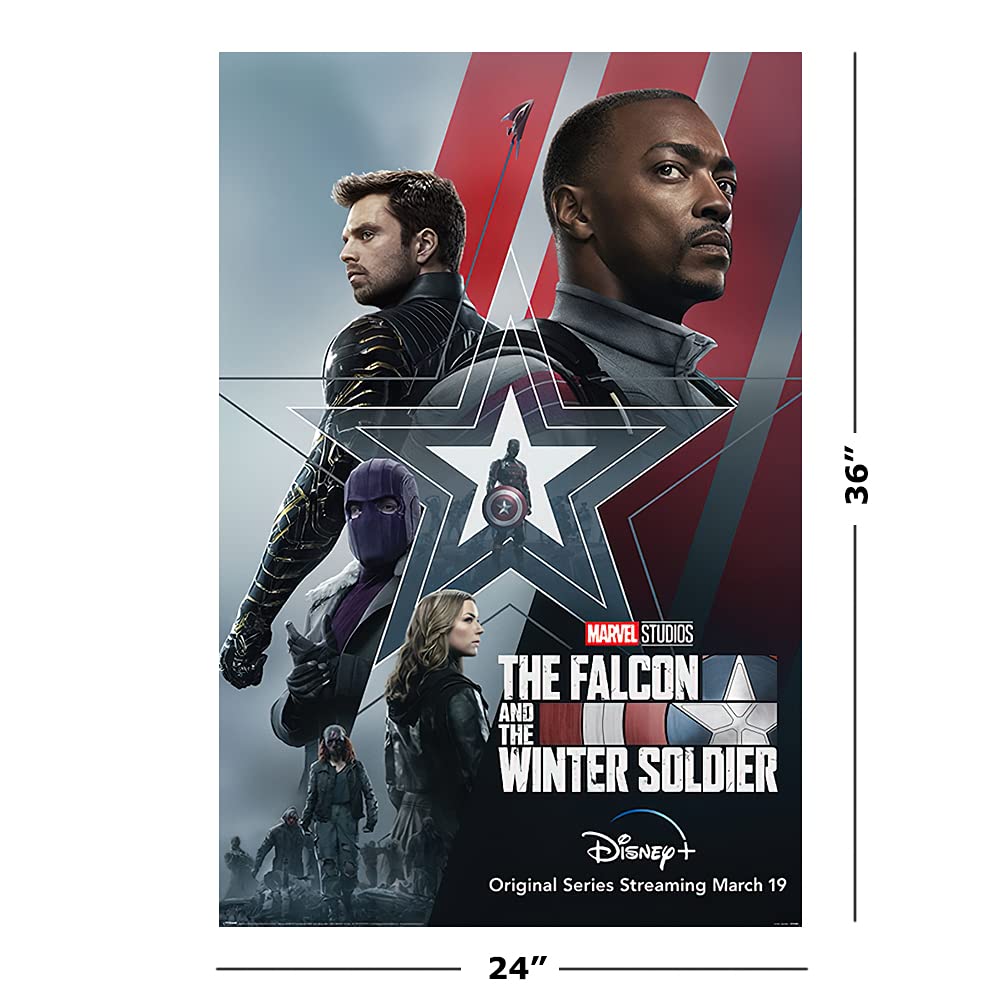 MARVEL STUDIOS
THE FALCON
AND
THE
WINTER SOLDIER
Disney+
Original Series Streaming March 19
36”
24”